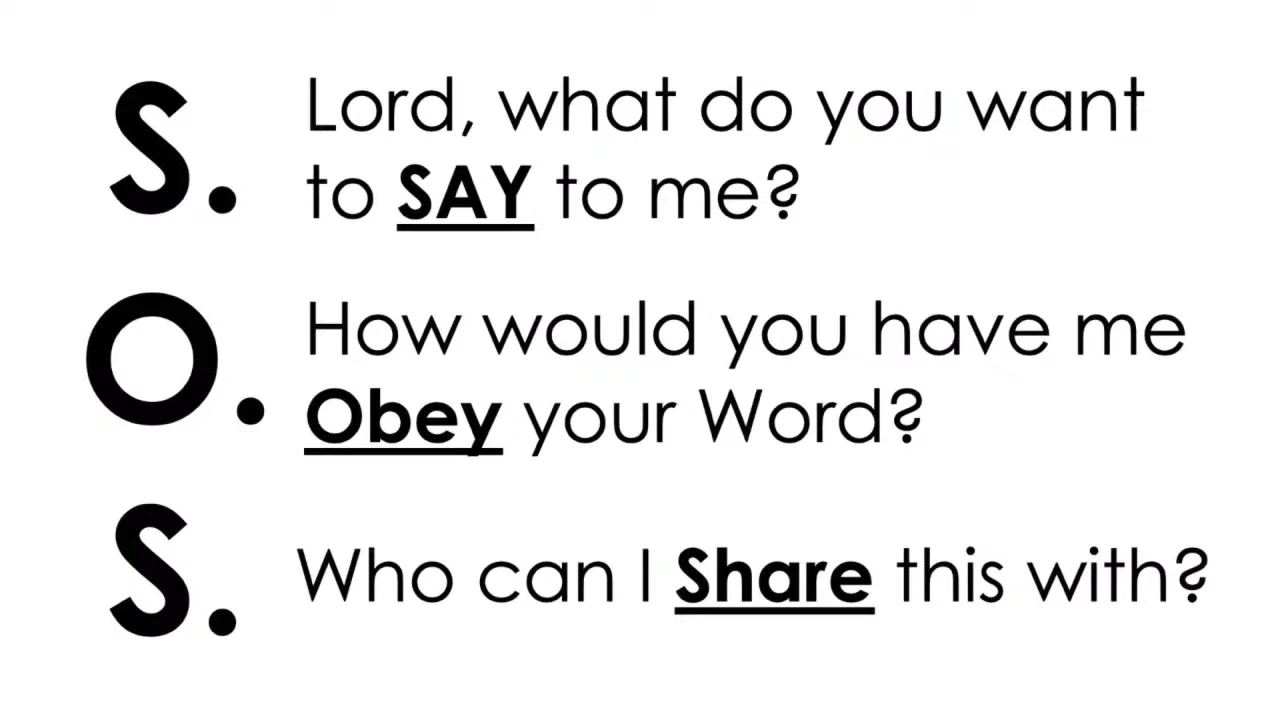 S. Lord, what do you want
to SAY to me?
O. How would you have me
Obey your Word?
S. Who can I Share this with?